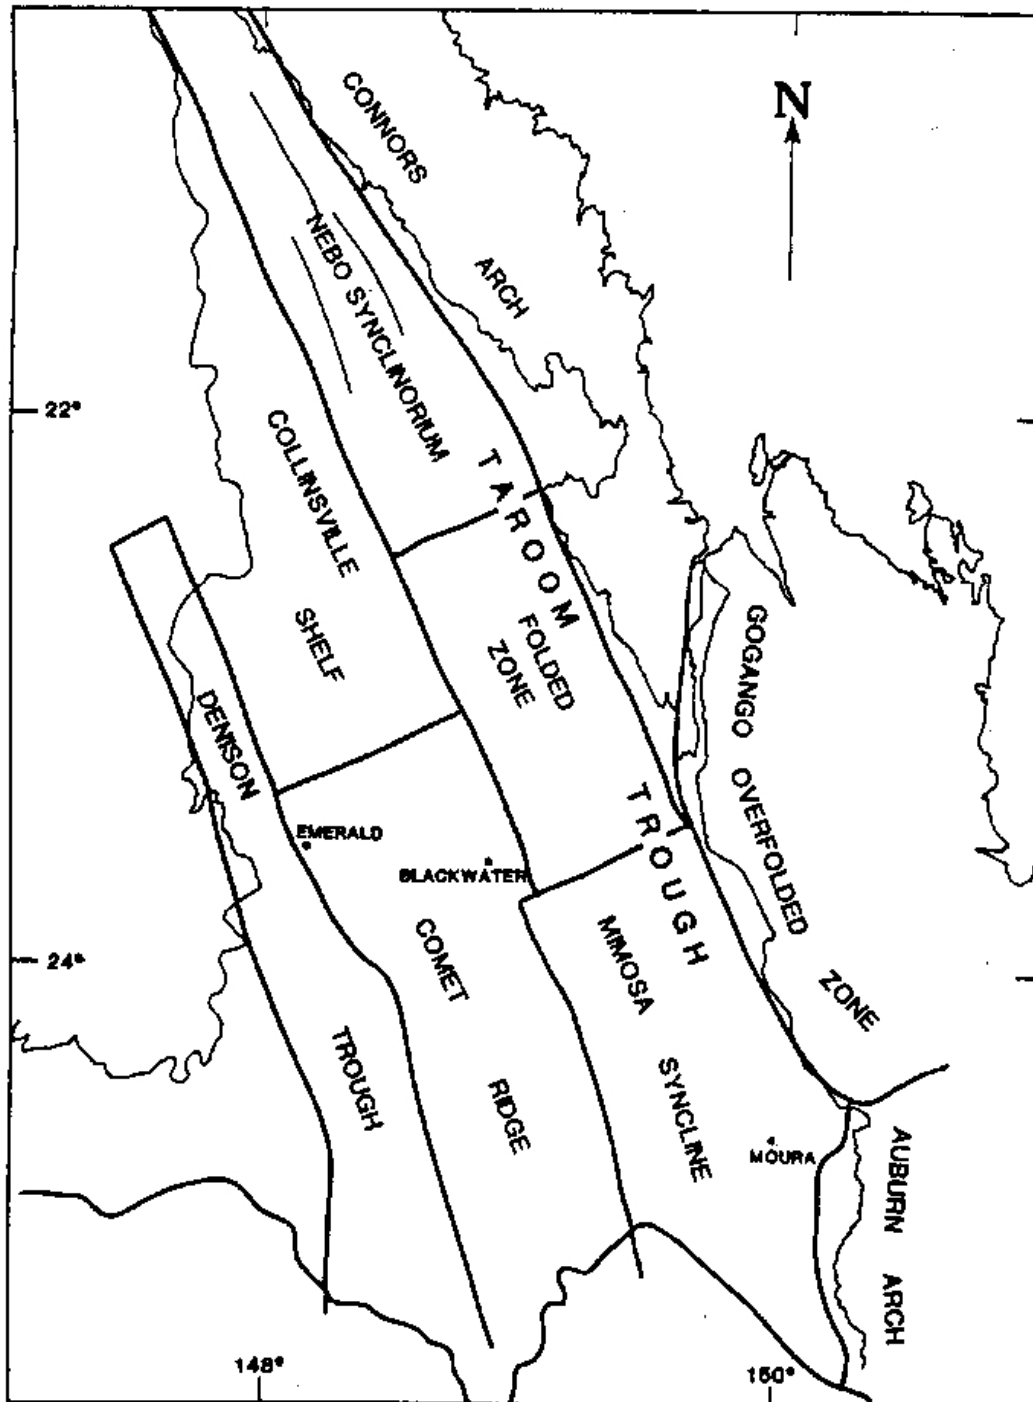 N
CONNORS
ARCH
NEBO SYNCLINORIUM
22°
COLLINSVILLE
SHELF
TAROOM
FOLDED
ZONE
GOGANGO OVERFOLDED
ZONE
DENISON
TROUGH
TROUGH
EMERALD
BLACKWATER
24°
COMET
RIDGE
MIMOSA
SYNCLINE
MOURA
AUBURN ARCH
148°
150°